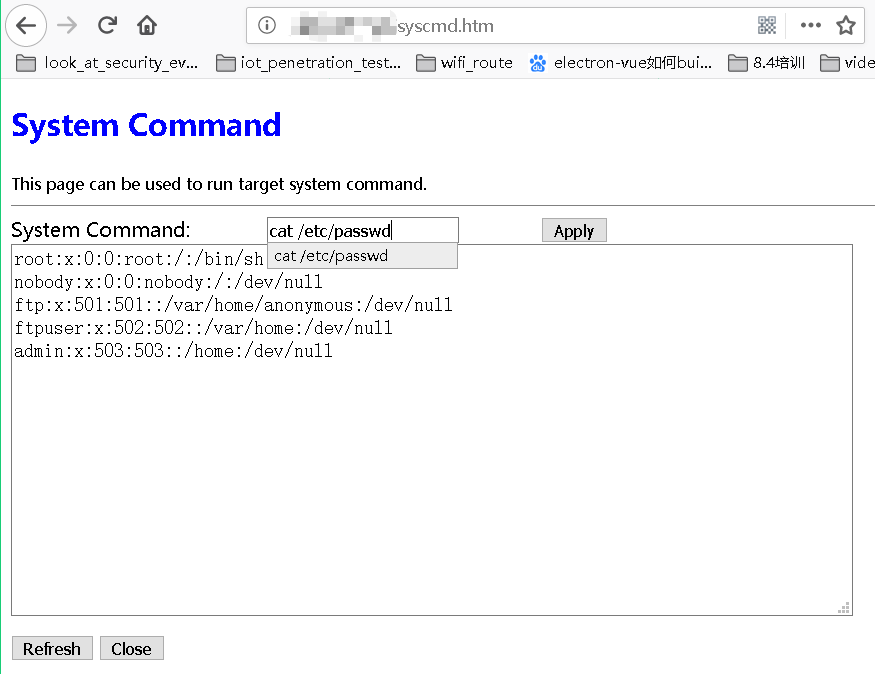 syscmd.htm
look_at_security_ev... iot_penetration_test... wifi_route electron-vue如何bui... 8.4培训 vide
System Command
This page can be used to run target system command.
System Command: cat /etc/passwd Apply
cat /etc/passwd
root:x:0:0:root:/:/bin/sh
nobody:x:0:0:nobody:/:/dev/null
ftp:x:501:501::/var/home/anonymous:/dev/null
ftpuser:x:502:502::/var/home:/dev/null
admin:x:503:503::/home:/dev/null
Refresh Close